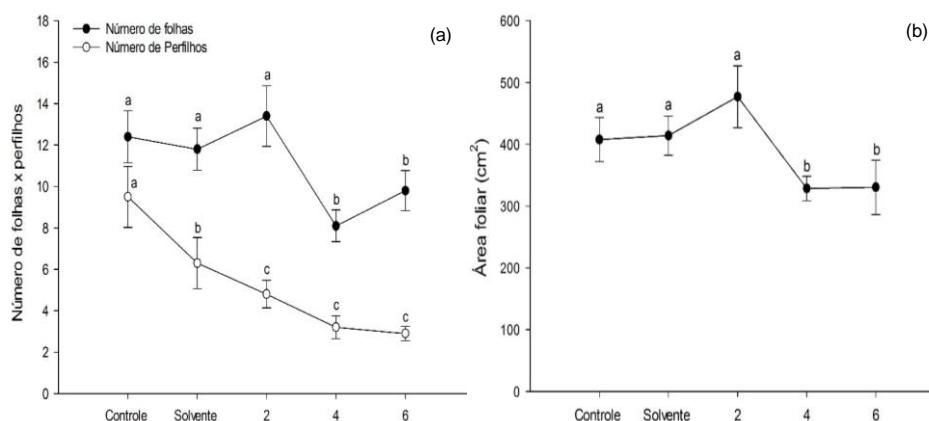 (a)
Número de folhas
Número de Perfilhos
Número de folhas x perfilhos
18
16
14
12
10
8
6
4
2
0
a
a
a
b
b
a
b
c
c
c
Controle Solvente 2 4 6
(b)
Área foliar (cm²)
600
500
400
300
200
100
0
a
a
a
b
b
Controle Solvente 2 4 6